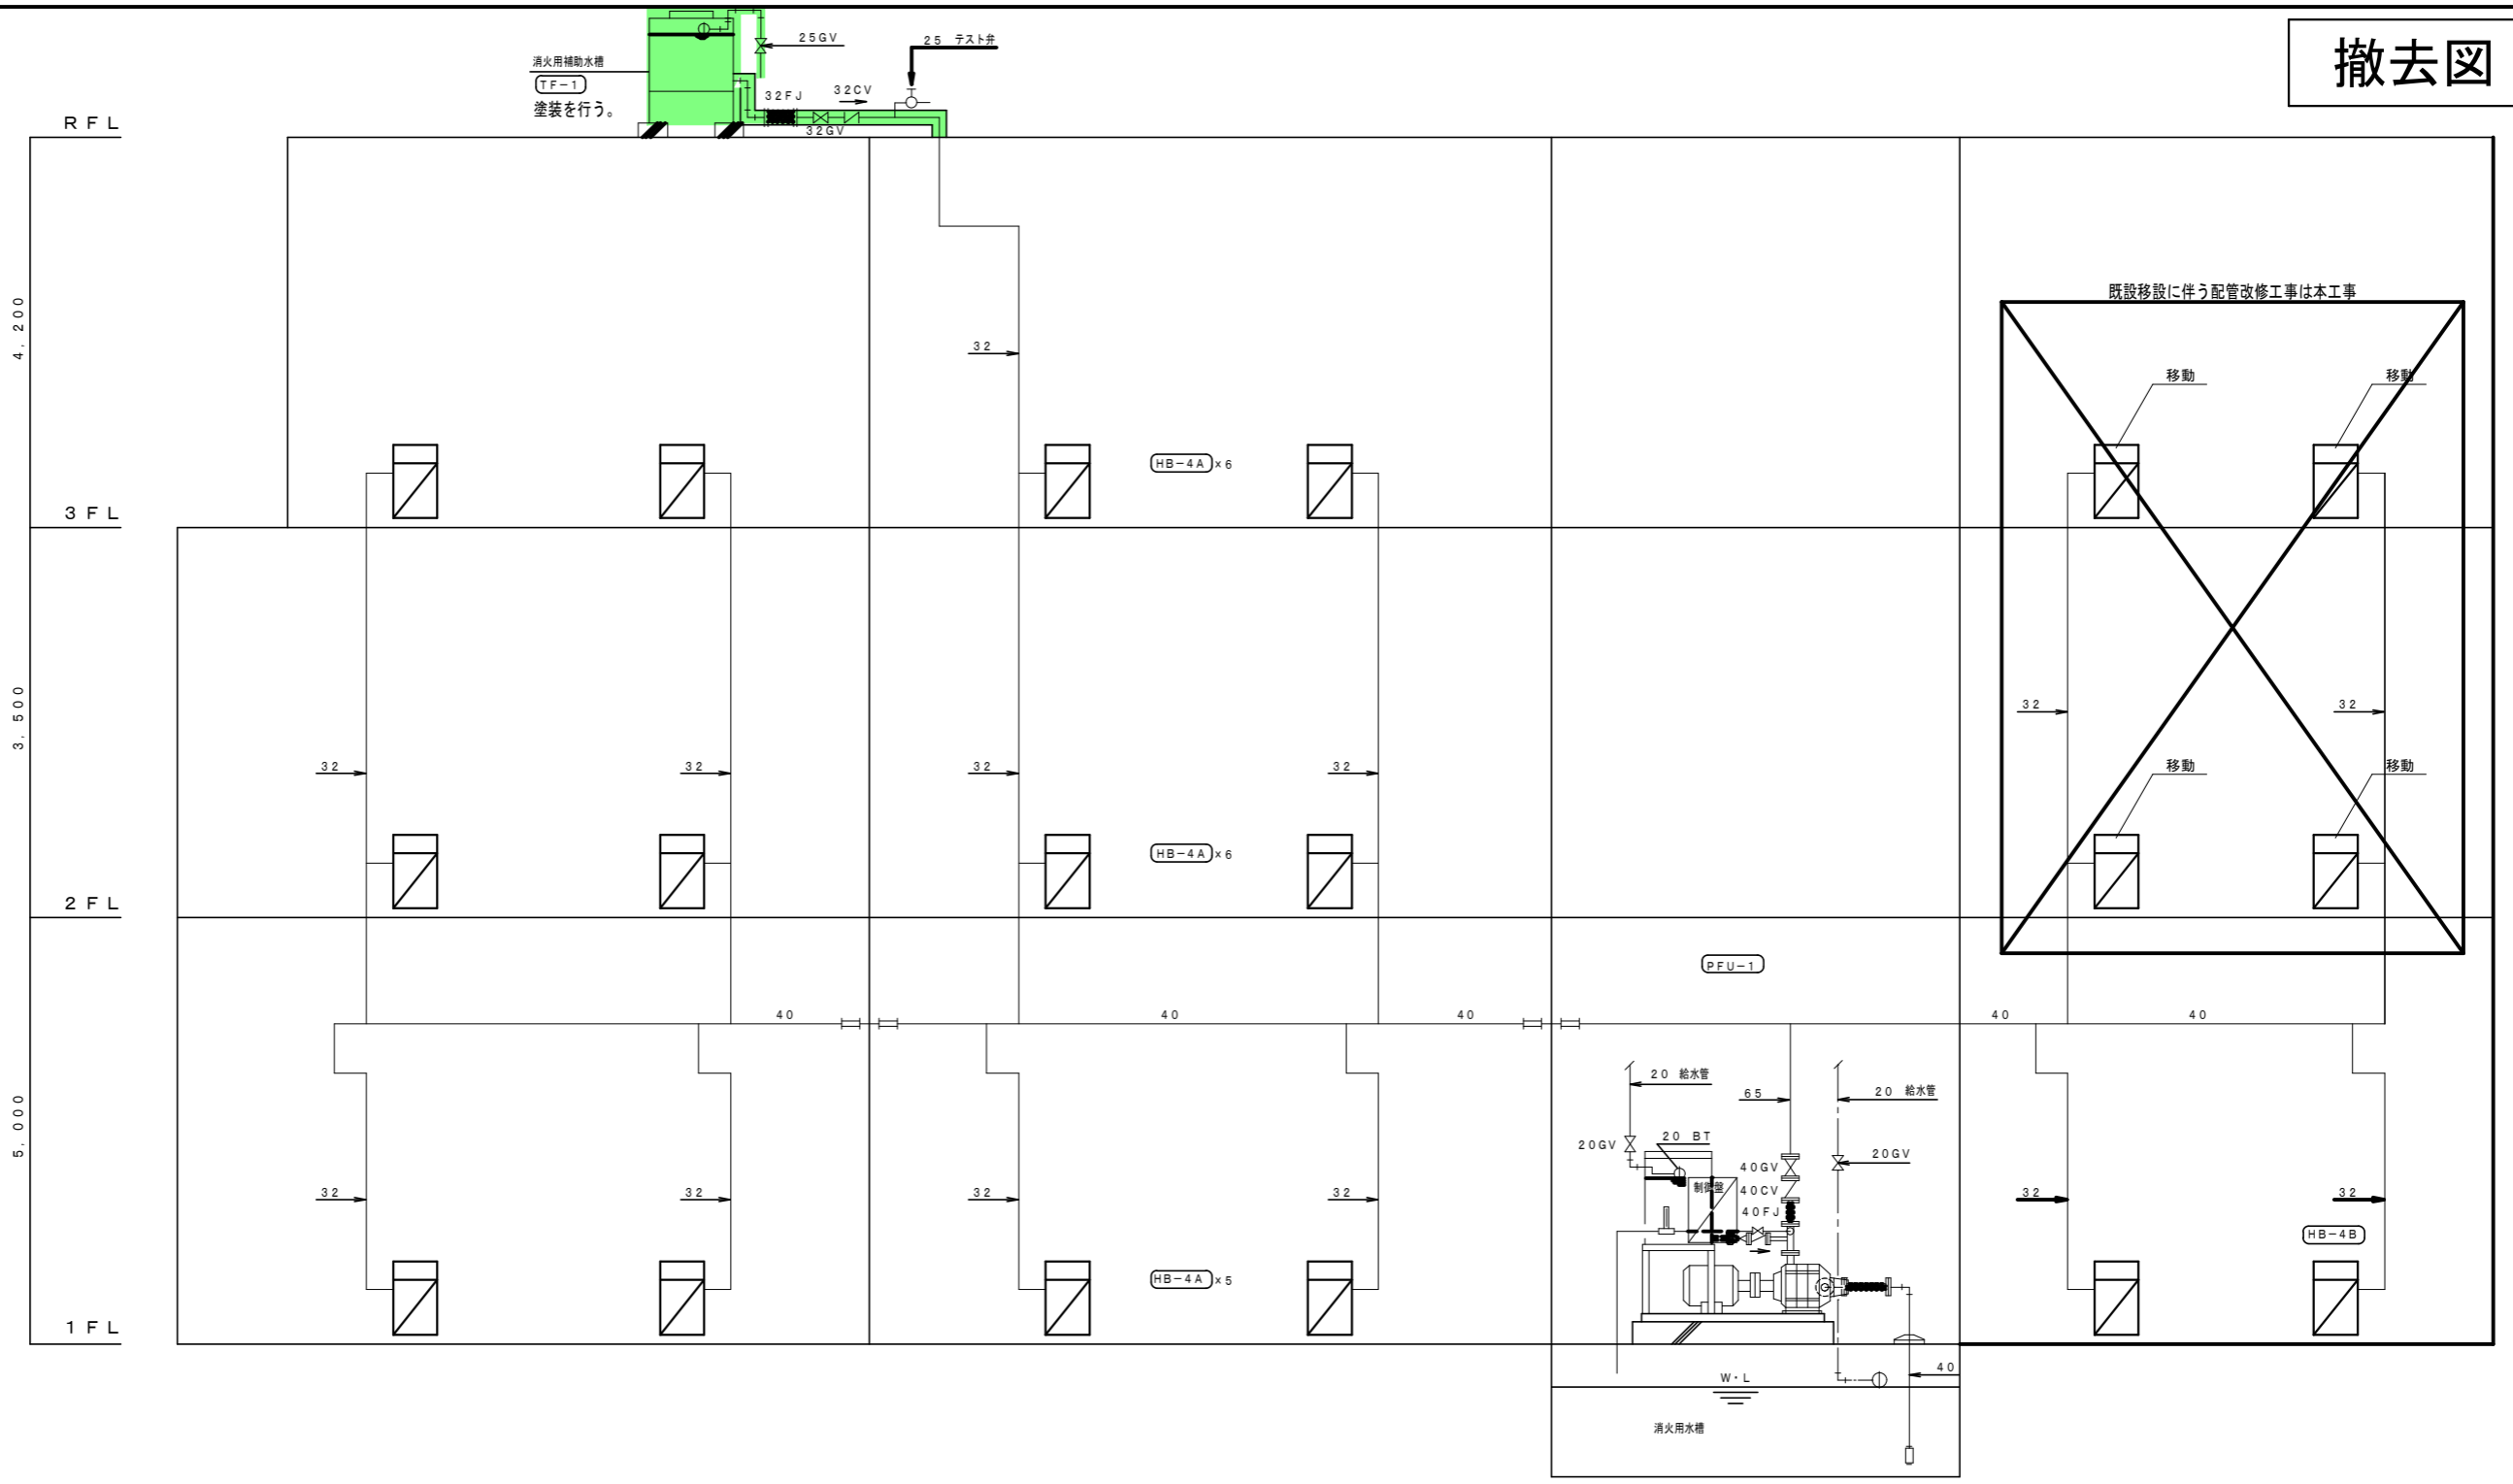 撤去図
25GV
25 テスト弁
消火用補助水槽
TF-1
塗装を行う。
32FJ
32CV
32GV
RFL
4,200
既設移設に伴う配管改修工事は本工事
32
移動
移動
HB-4A ×6
3FL
3,500
32
32
32
32
32
32
移動
移動
HB-4A ×6
2FL
PFU-1
40
40
40
40
40
5,000
20 給水管
65
20 給水管
20GV
20 BT
40GV
20GV
制御盤
40CV
40FJ
32
32
32
32
32
32
HB-4B
HB-4A ×5
1FL
40
W・L
消火用水槽